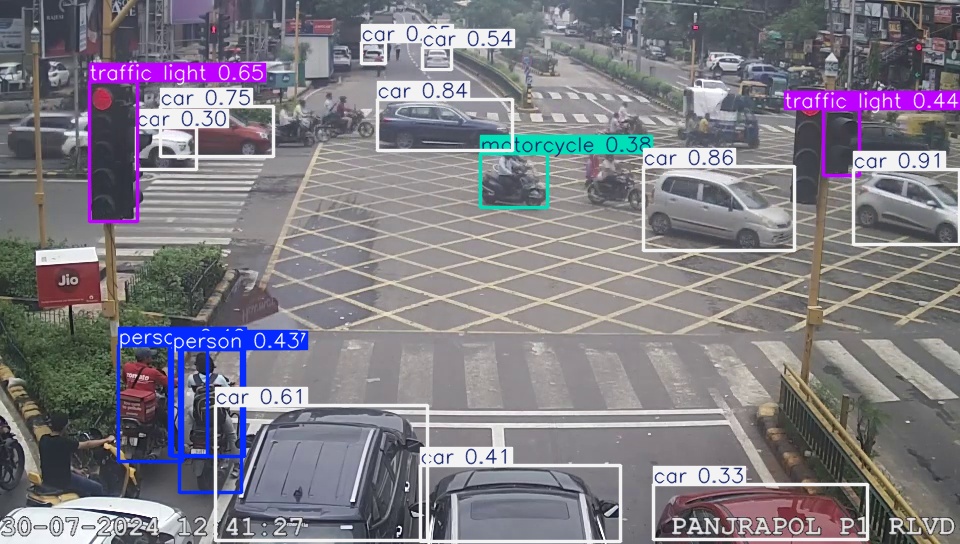 car 0.54
traffic light 0.65
car 0.75
car 0.84
traffic light 0.44
car 0.30
motorcycle 0.38
car 0.86
car 0.91
Jio
person 0.43
zomato
car 0.61
car 0.41
car 0.33
30-07-2024 12:41:27
PANJRAPOL P1 RLVD